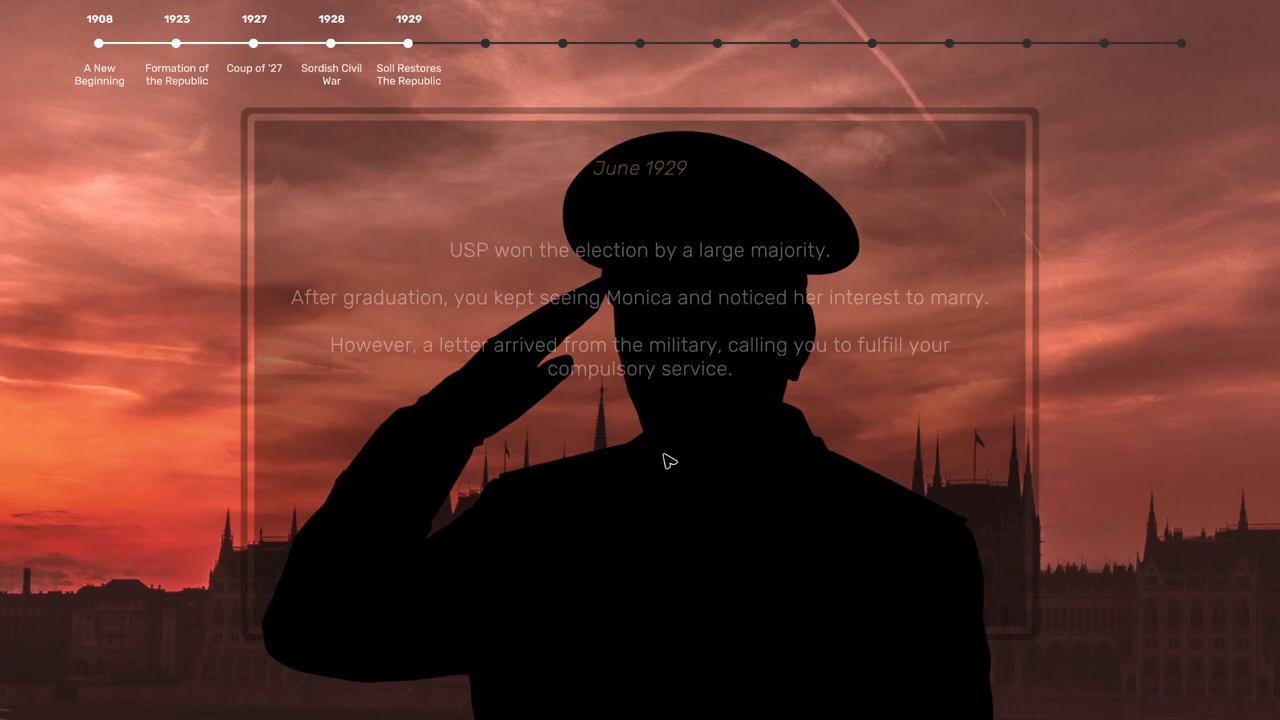 1908 1923 1927 1928 1929
A New Beginning
Formation of the Republic
Coup of '27
Sordish Civil War
Soll Restores The Republic
June 1929
USP won the election by a large majority.
After graduation, you kept seeing Monica and noticed her interest to marry.
However, a letter arrived from the military, calling you to fulfill your
compulsory service.